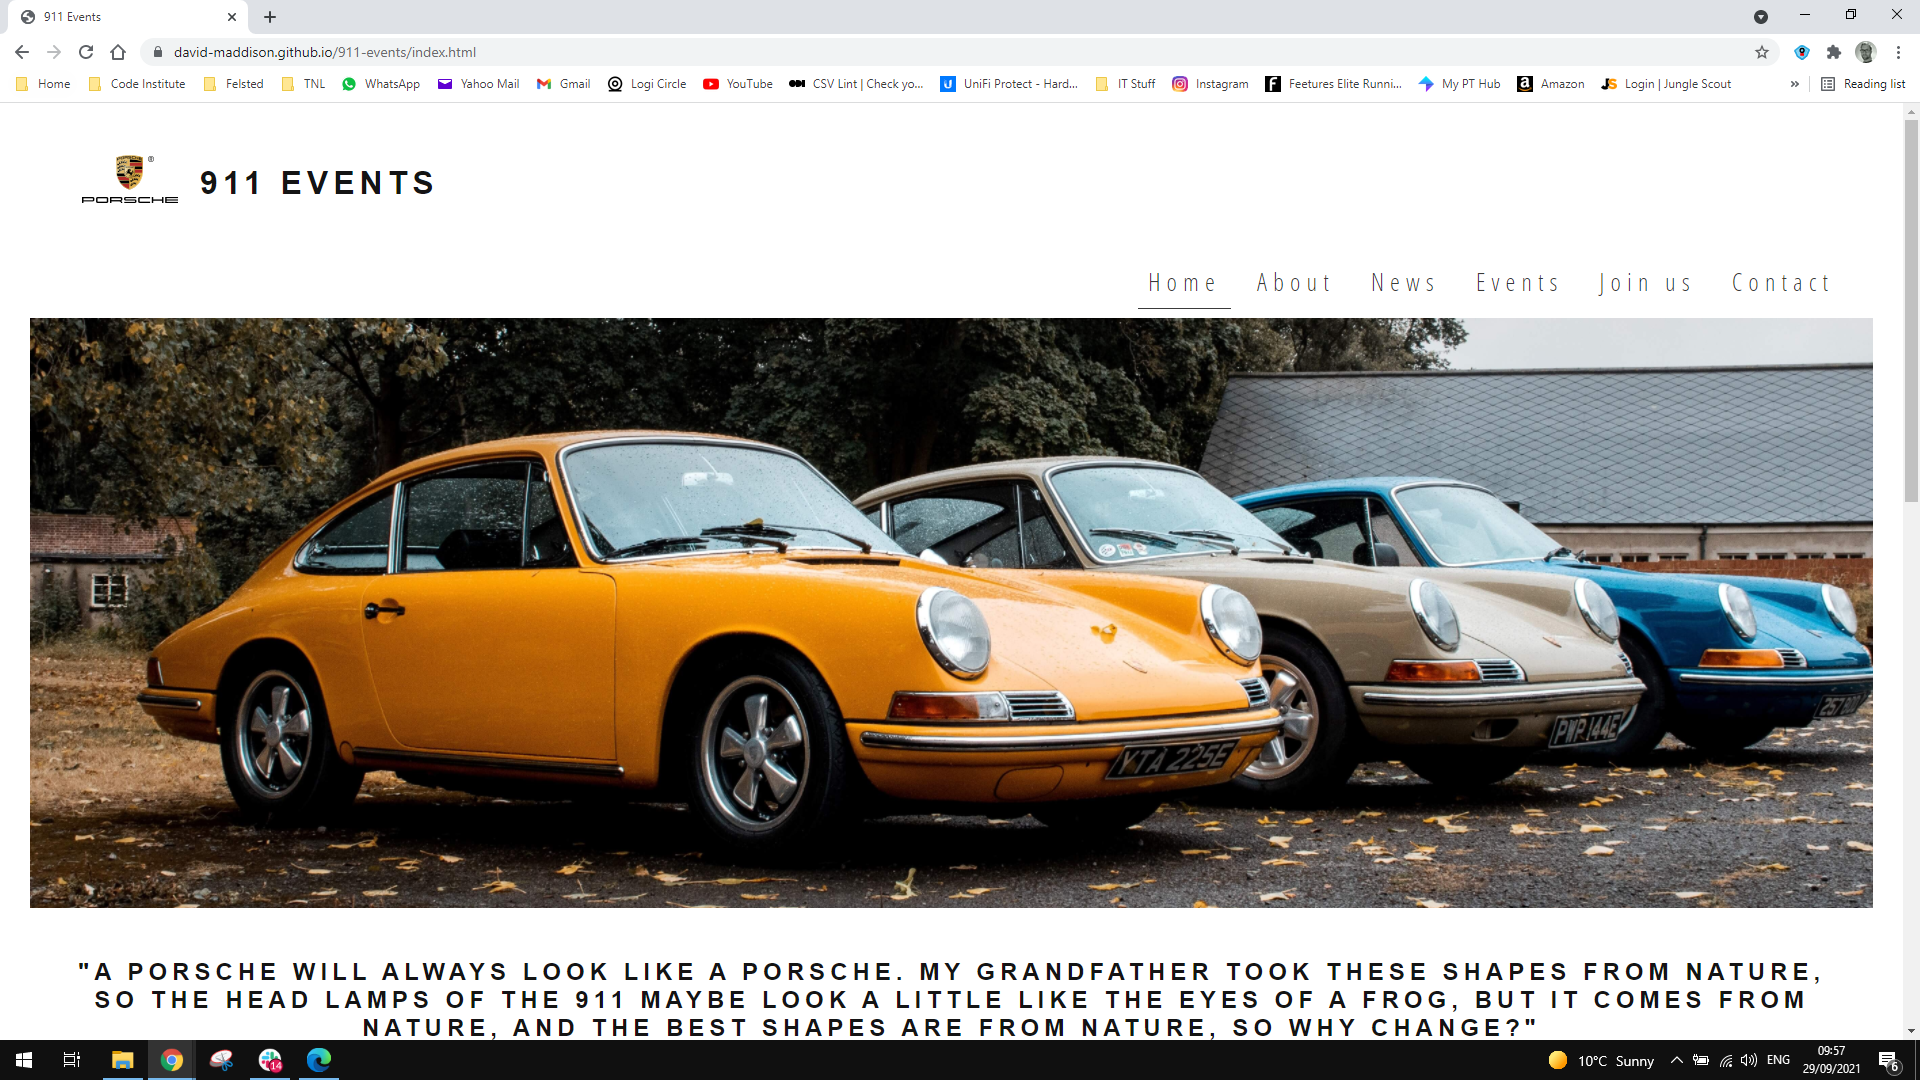 911 Events
david-maddison.github.io/911-events/index.html
Home
Code Institute
Felsted
TNL
WhatsApp
Yahoo Mail
Gmail
Logi Circle
YouTube
CSV Lint | Check yo...
UniFi Protect - Hard...
IT Stuff
Instagram
Feetures Elite Runni...
My PT Hub
Amazon
Login | Jungle Scout
»
Reading list
PORSCHE
®
911 EVENTS
Home
About
News
Events
Join us
Contact
YTA 225E
PWR 144E
"A PORSCHE WILL ALWAYS LOOK LIKE A PORSCHE. MY GRANDFATHER TOOK THESE SHAPES FROM NATURE,
SO THE HEAD LAMPS OF THE 911 MAYBE LOOK A LITTLE LIKE THE EYES OF A FROG, BUT IT COMES FROM
NATURE, AND THE BEST SHAPES ARE FROM NATURE, SO WHY CHANGE?"
14
10°C Sunny
ENG
09:57
29/09/2021
6